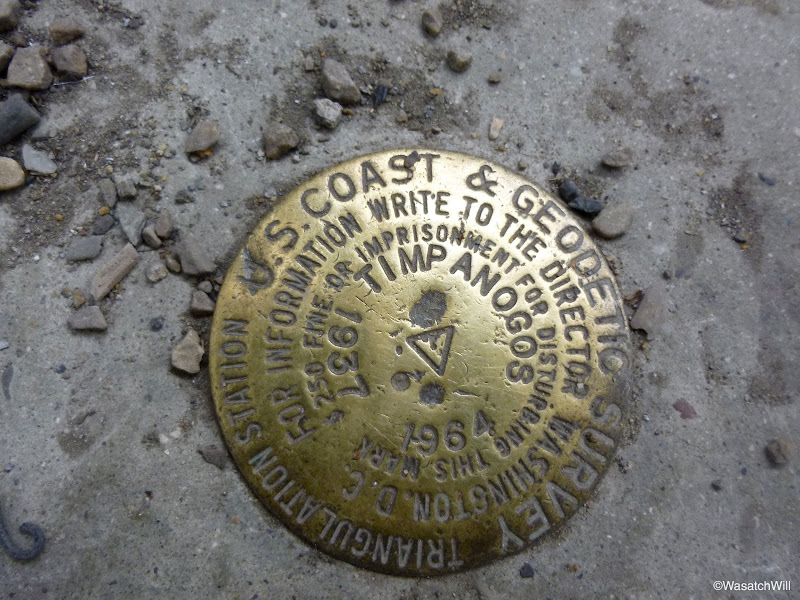 U.S. COAST & GEODETIC SURVEY
TRIANGULATION STATION
FOR INFORMATION WRITE TO THE DIRECTOR WASHINGTON, D.C.
$250 FINE OR IMPRISONMENT FOR DISTURBING THIS MARK
TIMPANOGOS
1937
1964
©WasatchWill